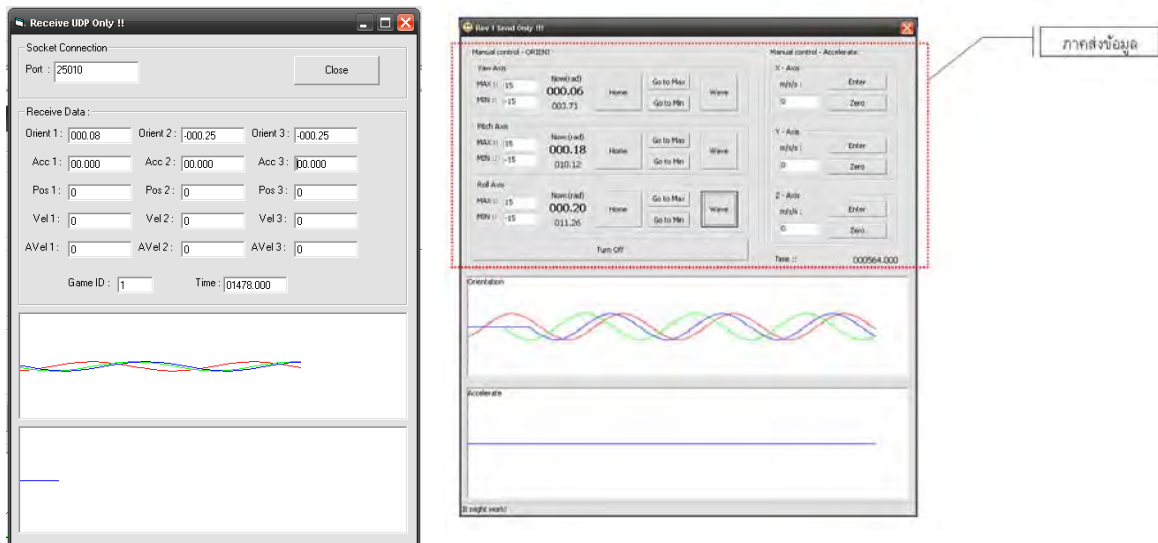 Receive UDP Only !!
Socket Connection
Port : 25010
Close
Receive Data :
Orient 1 : 000.08 Orient 2 : -000.25 Orient 3 : -000.25
Acc 1 : 00.000 Acc 2 : 00.000 Acc 3 : 00.000
Pos 1 : 0 Pos 2 : 0 Pos 3 : 0
Vel 1 : 0 Vel 2 : 0 Vel 3 : 0
AVel 1 : 0 AVel 2 : 0 AVel 3 : 0
Game ID : 1 Time : 01478.000
Rev 1 Send Only !!!
Manual control - ORIENT
Yaw Axis
MAX :: 15
MIN :: -15
Now(rad)
000.06
003.71
Home
Go to Max
Go to Min
Wave
Pitch Axis
MAX :: 15
MIN :: -15
Now(rad)
000.18
010.12
Home
Go to Max
Go to Min
Wave
Roll Axis
MAX :: 15
MIN :: -15
Now(rad)
000.20
011.26
Home
Go to Max
Go to Min
Wave
Turn Off
Manual control - Accelerate
X - Axis
m/s/s :
0
Enter
Zero
Y - Axis
m/s/s :
0
Enter
Zero
Z - Axis
m/s/s :
0
Enter
Zero
Time :: 000564.000
Orientation
Accelerate
It might work!
ภาคส่งข้อมูล